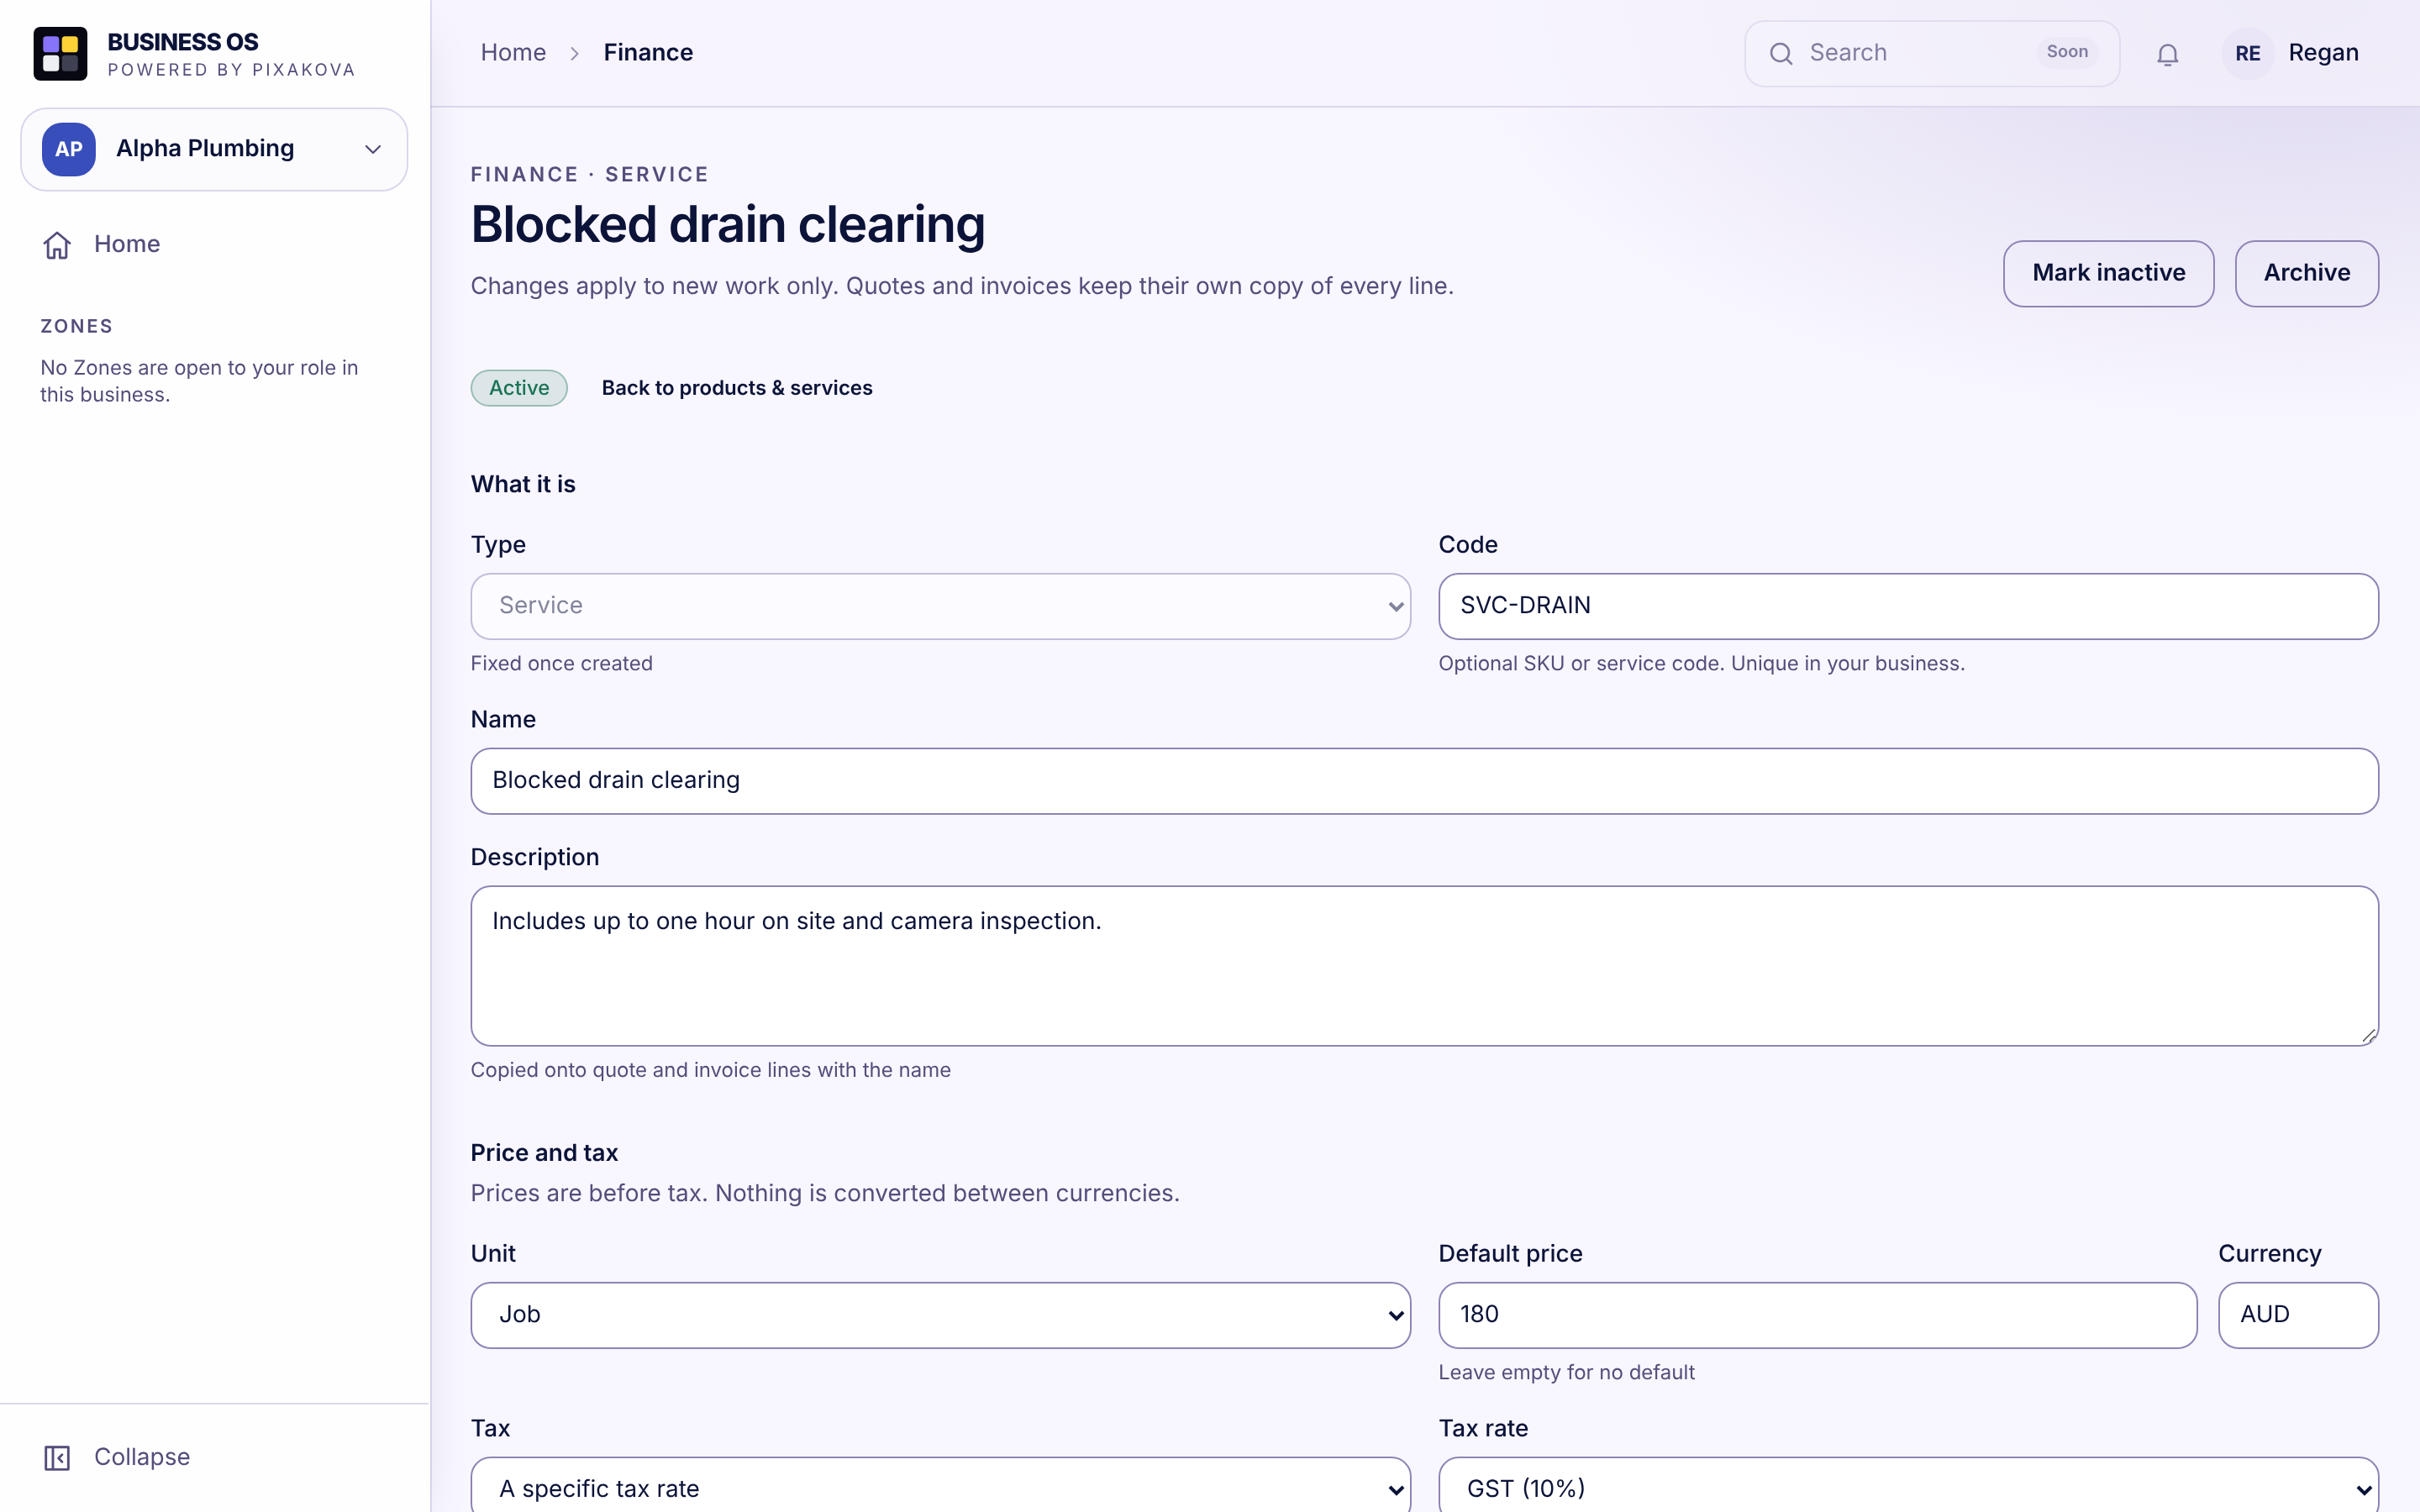 BUSINESS OS
POWERED BY PIXAKOVA
AP
Alpha Plumbing
Home
ZONES
No Zones are open to your role in
this business.
Collapse
Home
Finance
Search
Soon
RE
Regan
FINANCE · SERVICE
Blocked drain clearing
Changes apply to new work only. Quotes and invoices keep their own copy of every line.
Mark inactive
Archive
Active
Back to products & services
What it is
Type
Code
Service
SVC-DRAIN
Fixed once created
Optional SKU or service code. Unique in your business.
Name
Blocked drain clearing
Description
Includes up to one hour on site and camera inspection.
Copied onto quote and invoice lines with the name
Price and tax
Prices are before tax. Nothing is converted between currencies.
Unit
Default price
Currency
Job
180
AUD
Leave empty for no default
Tax
Tax rate
A specific tax rate
GST (10%)